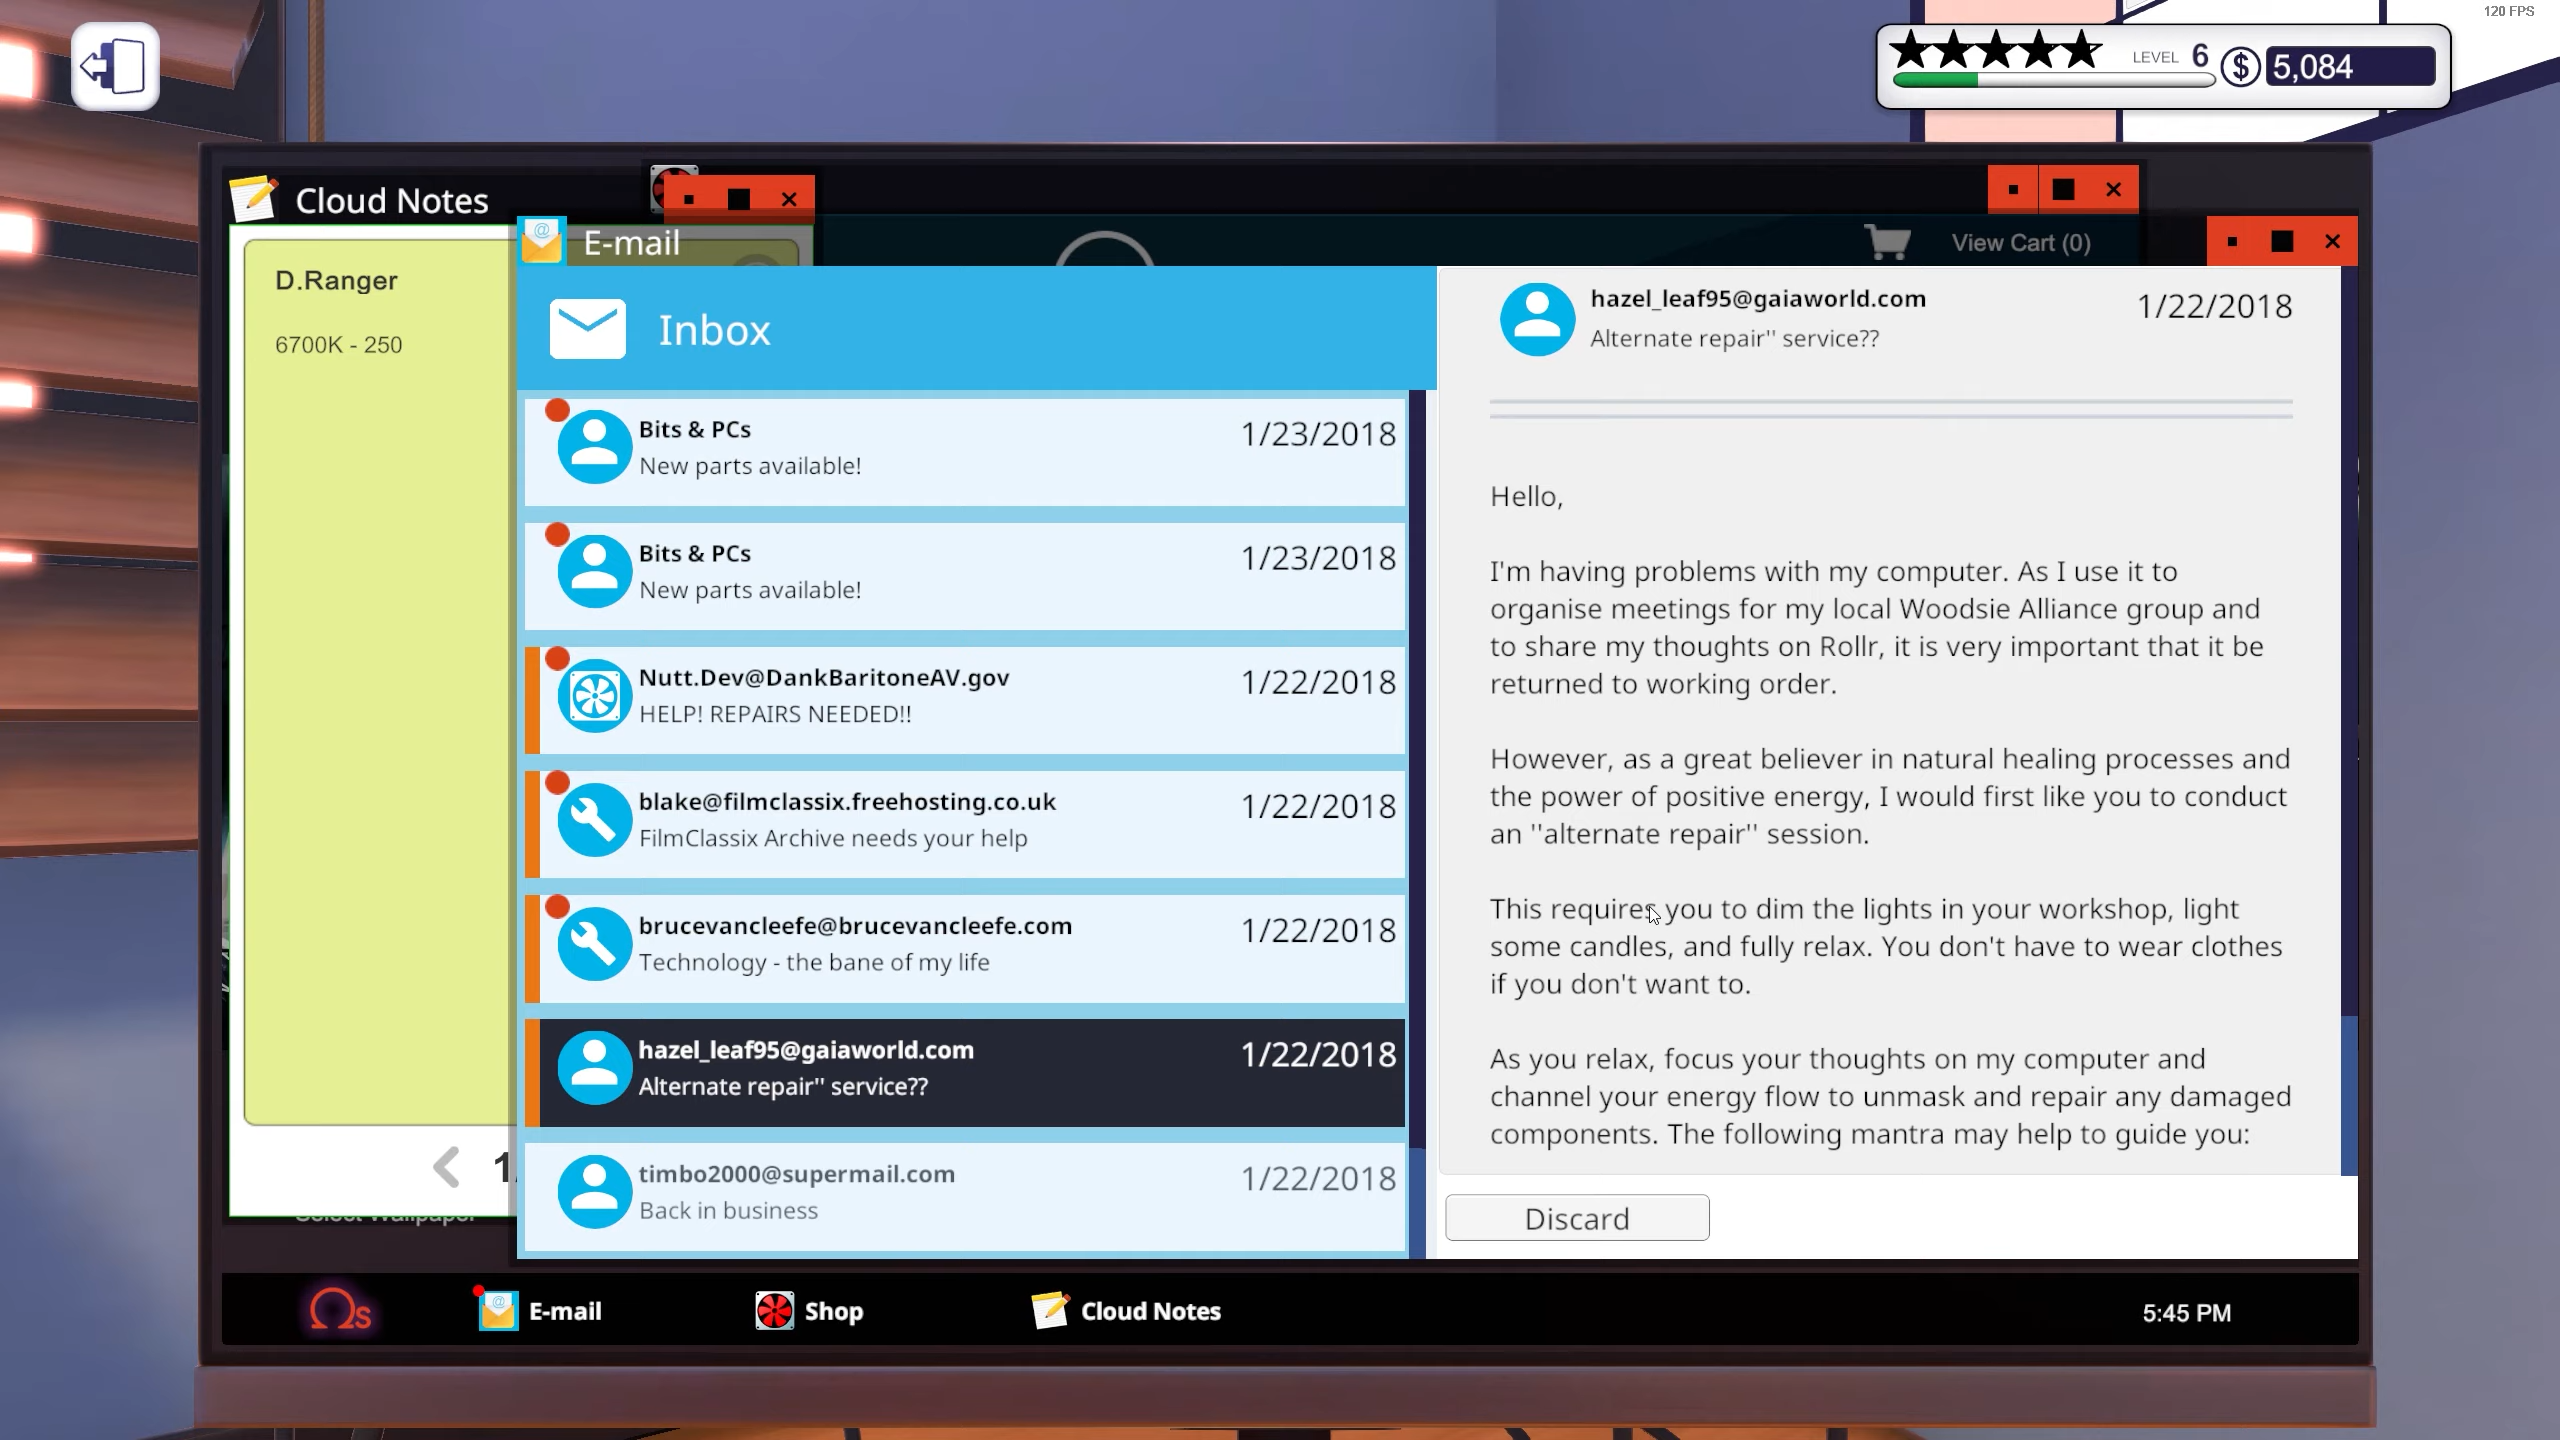 120 FPS
LEVEL 6
$ 5,084
Cloud Notes
D.Ranger
6700K - 250
View Cart (0)
E-mail
Inbox
Bits & PCs
1/23/2018
New parts available!
Bits & PCs
1/23/2018
New parts available!
Nutt.Dev@DankBaritoneAV.gov
1/22/2018
HELP! REPAIRS NEEDED!!
blake@filmclassix.freehosting.co.uk
1/22/2018
FilmClassix Archive needs your help
brucevancleefe@brucevancleefe.com
1/22/2018
Technology - the bane of my life
hazel_leaf95@gaiaworld.com
1/22/2018
Alternate repair'' service??
timbo2000@supermail.com
1/22/2018
Back in business
hazel_leaf95@gaiaworld.com
1/22/2018
Alternate repair'' service??
Hello,
I'm having problems with my computer. As I use it to
organise meetings for my local Woodsie Alliance group and
to share my thoughts on Rollr, it is very important that it be
returned to working order.
However, as a great believer in natural healing processes and
the power of positive energy, I would first like you to conduct
an ''alternate repair'' session.
This requires you to dim the lights in your workshop, light
some candles, and fully relax. You don't have to wear clothes
if you don't want to.
As you relax, focus your thoughts on my computer and
channel your energy flow to unmask and repair any damaged
components. The following mantra may help to guide you:
Discard
1
Select Wallpaper
Ωs
E-mail
Shop
Cloud Notes
5:45 PM